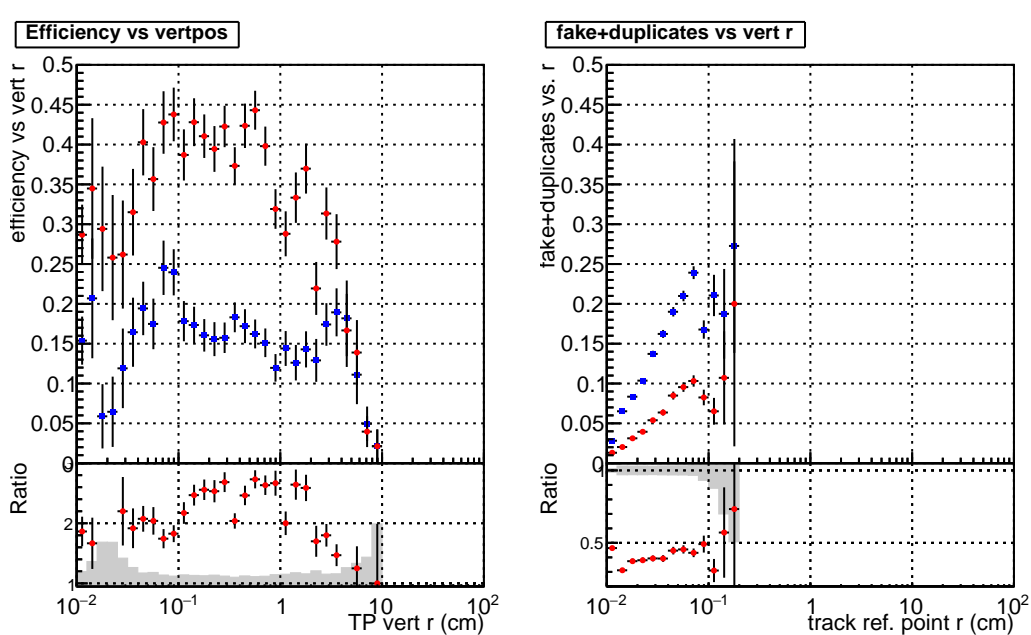 Efficiency vs vertpos
efficiency vs vert r
0.5
0.45
0.4
0.35
0.3
0.25
0.2
0.15
0.1
0.05
0
Ratio
2
1
10−2 10−1 1 10 102
TP vert r (cm)
fake+duplicates vs vert r
fake+duplicates vs. r
0.5
0.45
0.4
0.35
0.3
0.25
0.2
0.15
0.1
0.05
0
Ratio
1
0.5
10−2 10−1 1 10 102
track ref. point r (cm)